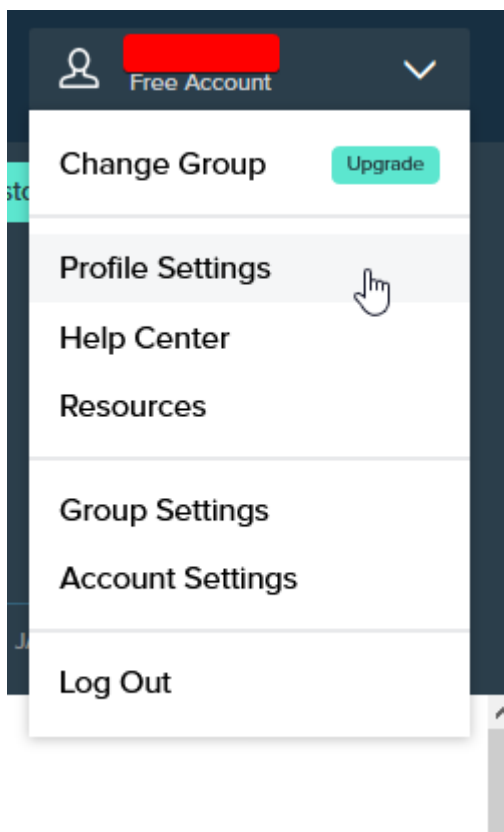 Free Account
Change Group Upgrade
Profile Settings
Help Center
Resources
Group Settings
Account Settings
Log Out